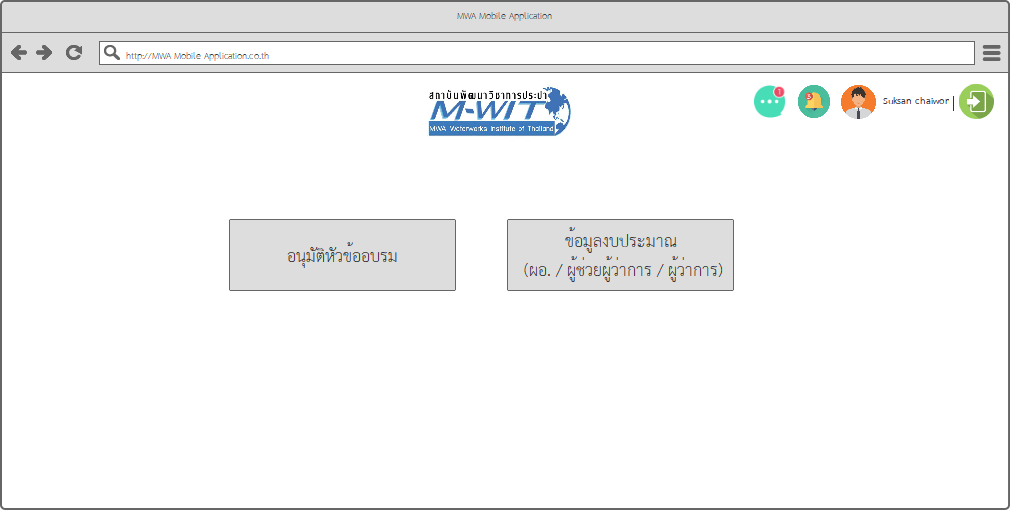 MWA Mobile Application
http://MWA Mobile Application.co.th
สถาบันพัฒนาวิชาการประปา
M-WIT
MWA Waterworks Institute of Thailand
1
Suksan chaiwon
อนุมัติหัวข้ออบรม
ข้อมูลงบประมาณ
(ผอ. / ผู้ช่วยผู้ว่าการ / ผู้ว่าการ)